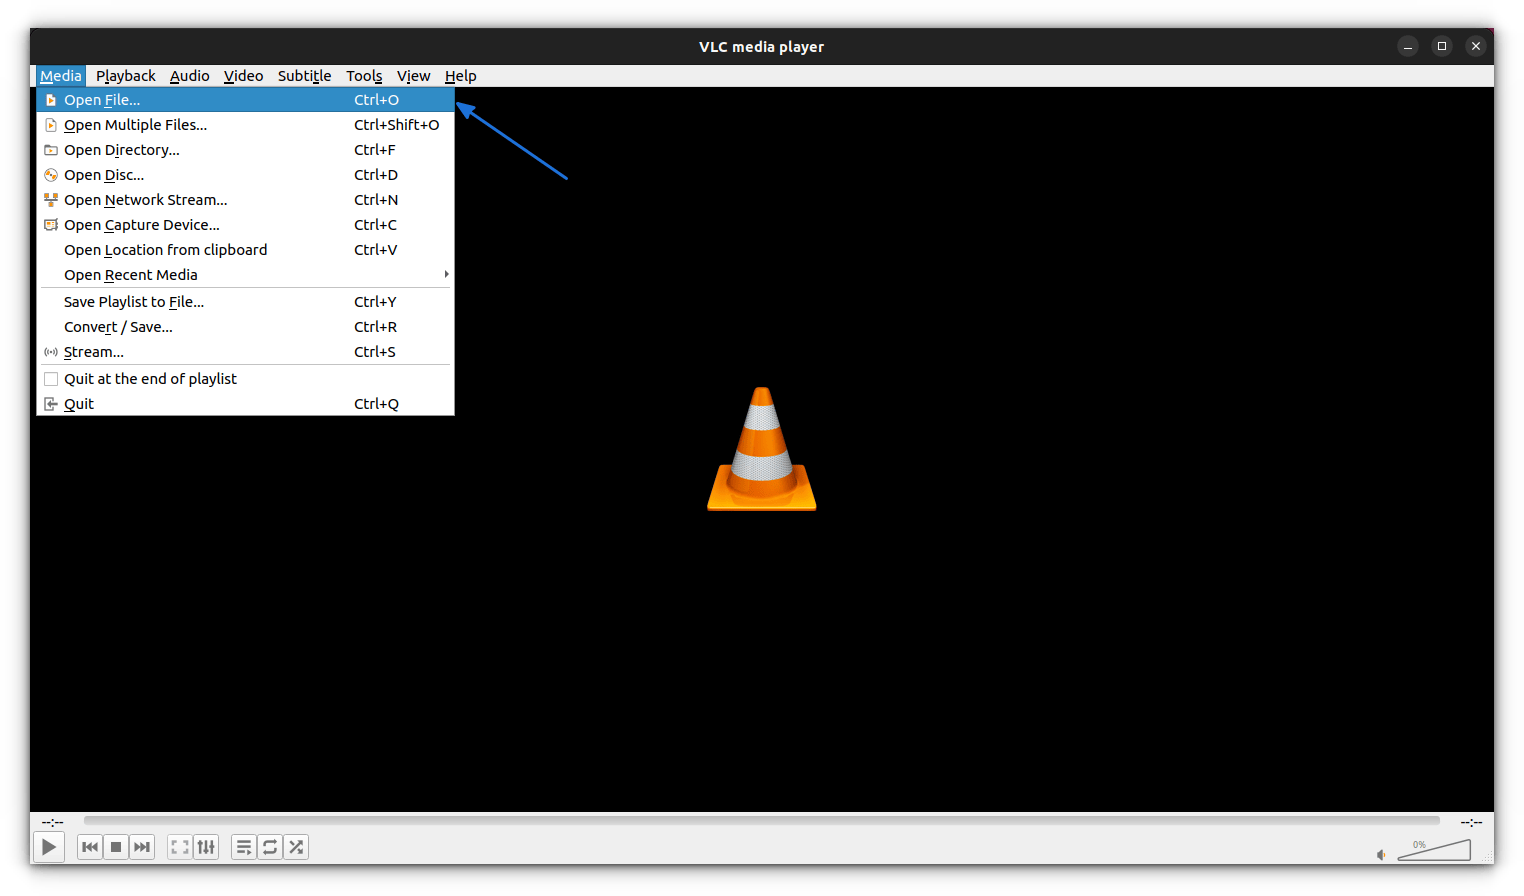 VLC media player
Media Playback Audio Video Subtitle Tools View Help
Open File... Ctrl+O
Open Multiple Files... Ctrl+Shift+O
Open Directory... Ctrl+F
Open Disc... Ctrl+D
Open Network Stream... Ctrl+N
Open Capture Device... Ctrl+C
Open Location from clipboard Ctrl+V
Open Recent Media
Save Playlist to File... Ctrl+Y
Convert / Save... Ctrl+R
Stream... Ctrl+S
Quit at the end of playlist
Quit Ctrl+Q
--:-- --:--
0%